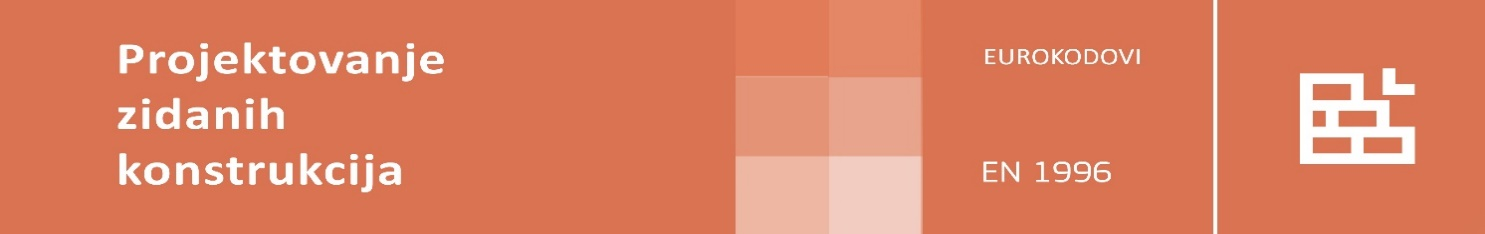 Projektovanje
zidanih
konstrukcija
EUROKODOVI
EN 1996